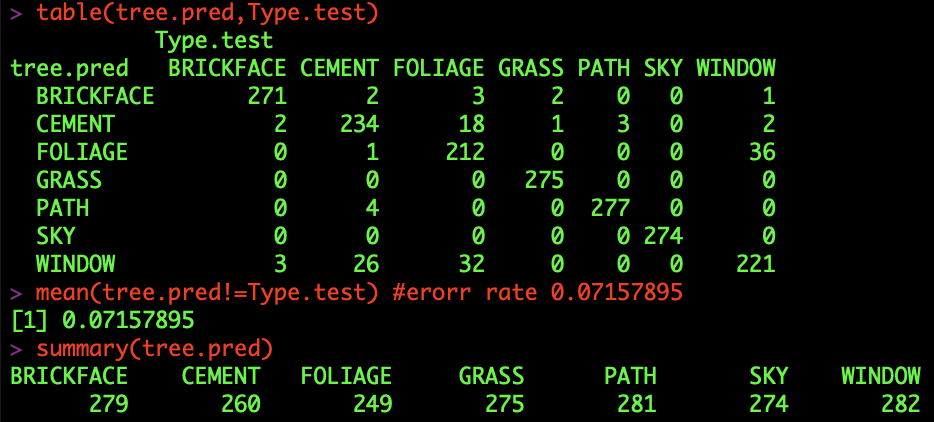 > table(tree.pred,Type.test)
           Type.test
tree.pred   BRICKFACE CEMENT FOLIAGE GRASS PATH SKY WINDOW
  BRICKFACE       271      2       3     2    0   0      1
  CEMENT            2    234      18     1    3   0      2
  FOLIAGE           0      1     212     0    0   0     36
  GRASS             0      0       0   275    0   0      0
  PATH              0      4       0     0  277   0      0
  SKY               0      0       0     0    0 274      0
  WINDOW            3     26      32     0    0   0    221
> mean(tree.pred!=Type.test) #erorr rate 0.07157895
[1] 0.07157895
> summary(tree.pred)
BRICKFACE    CEMENT   FOLIAGE     GRASS      PATH       SKY    WINDOW
      279       260       249       275       281       274       282